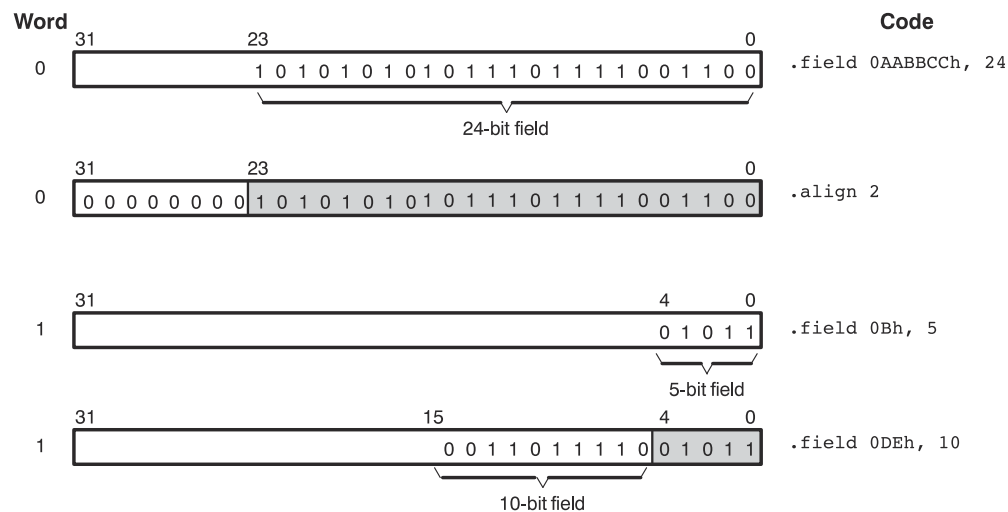 Word
Code
31 23 0
0 1 0 1 0 1 0 1 0 1 0 1 1 1 0 1 1 1 1 0 0 1 1 0 0 .field 0AABBCCh, 24
24-bit field
31 23 0
0 0 0 0 0 0 0 0 0 1 0 1 0 1 0 1 0 1 0 1 1 1 0 1 1 1 1 0 0 1 1 0 0 .align 2
31 4 0
1 0 1 0 1 1 .field 0Bh, 5
5-bit field
31 15 4 0
1 0 0 1 1 0 1 1 1 1 0 0 1 0 1 1 .field 0DEh, 10
10-bit field